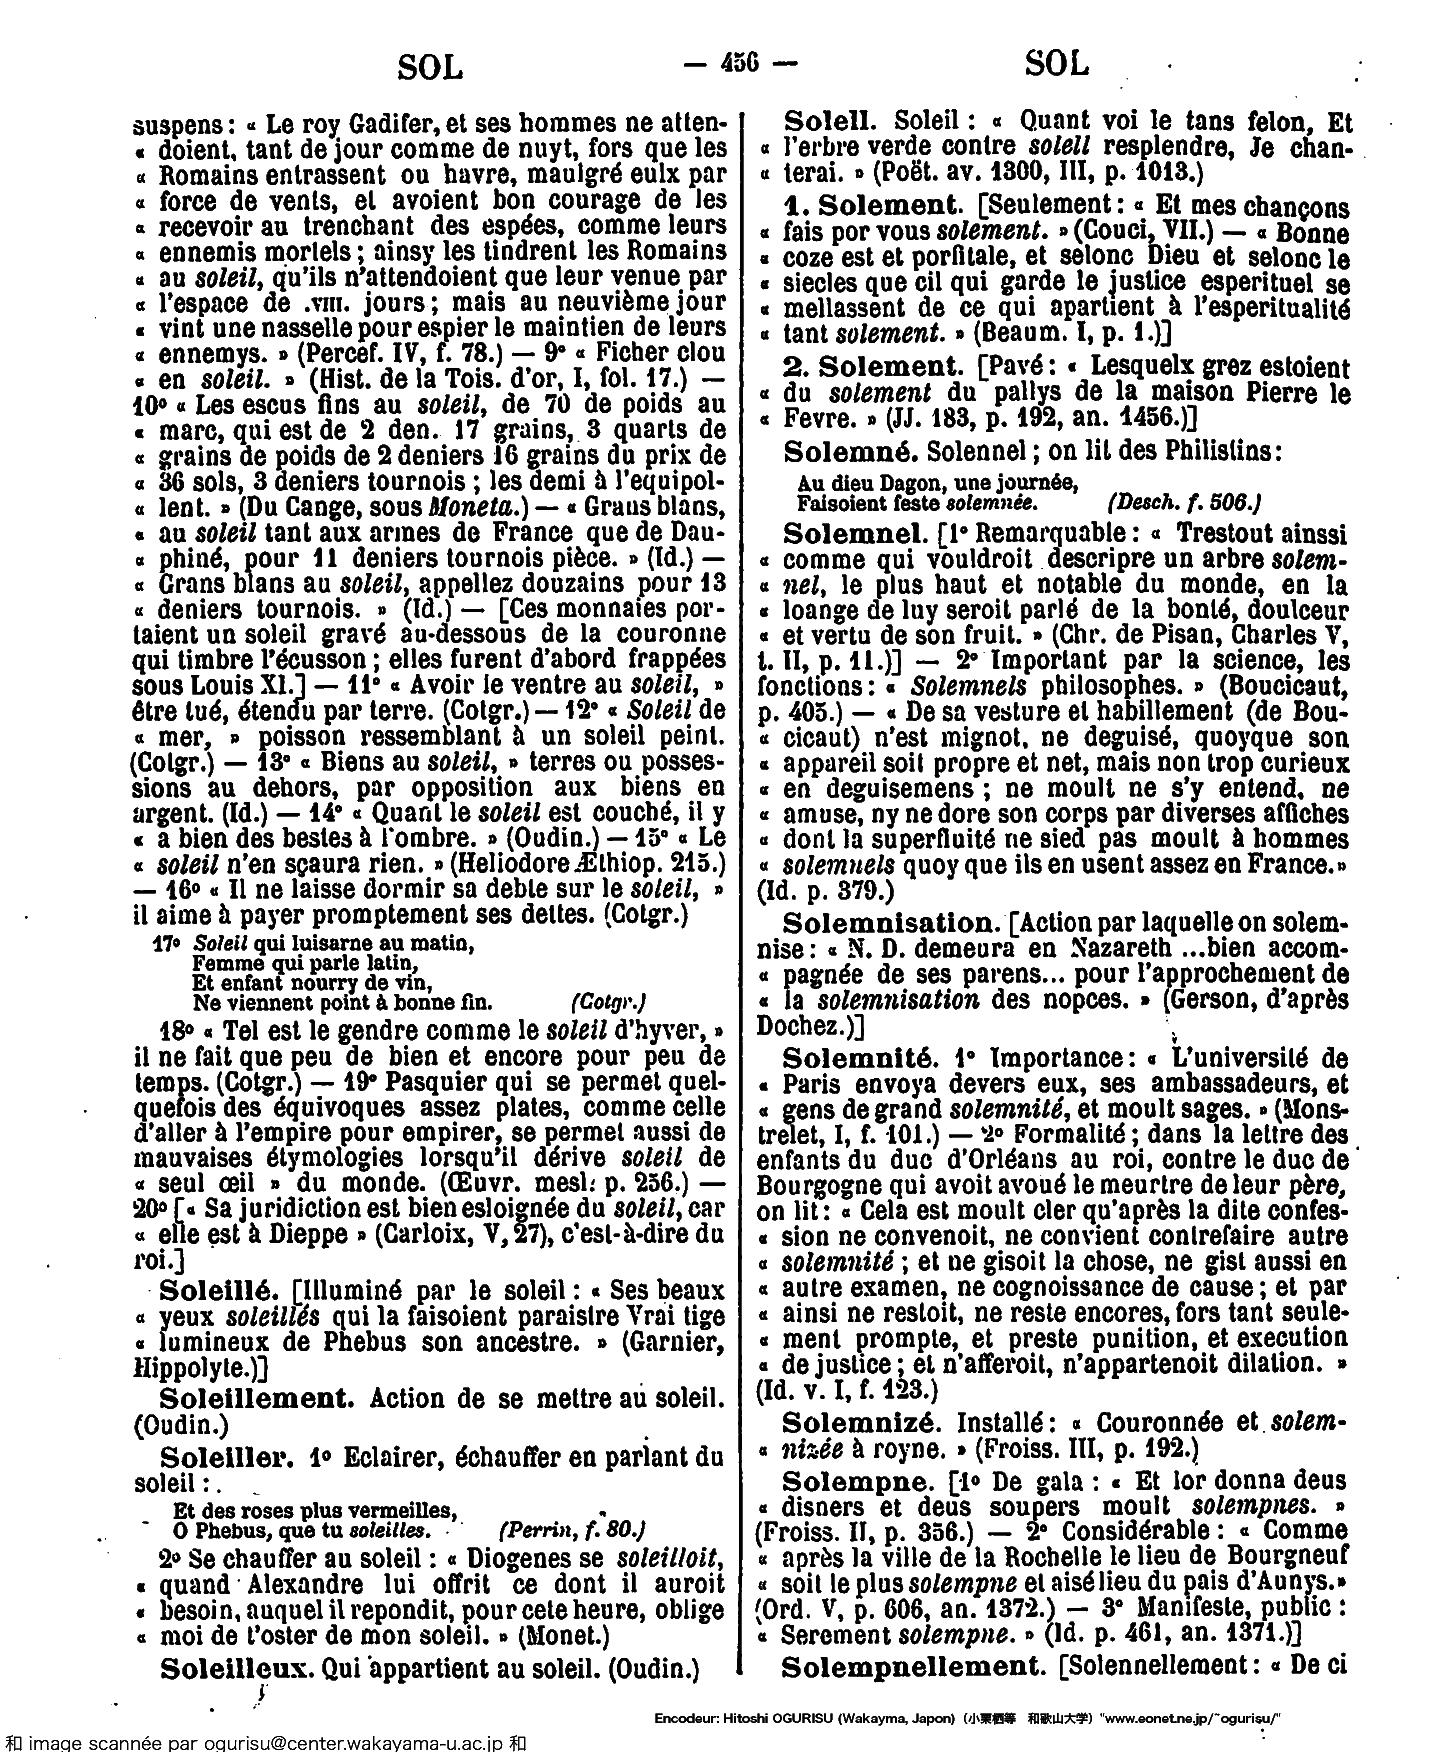 SOL — 456 — SOL
suspens : « Le roy Gadifer, et ses hommes ne atten-
« doient, tant de jour comme de nuyt, fors que les
« Romains entrassent ou havre, maulgré eulx par
« force de vents, et avoient bon courage de les
« recevoir au trenchant des espées, comme leurs
« ennemis mortels ; ainsy les tindrent les Romains
« au soleil, qu'ils n'attendoient que leur venue par
« l'espace de .VIII. jours ; mais au neuvième jour
« vint une nasselle pour espier le maintien de leurs
« ennemys. » (Percef. IV, f. 78.) — 9° « Ficher clou
« en soleil. » (Hist. de la Tois. d'or, I, fol. 17.) —
10° « Les escus fins au soleil, de 70 de poids au
« marc, qui est de 2 den. 17 grains, 3 quarts de
« grains de poids de 2 deniers 16 grains du prix de
« 36 sols, 3 deniers tournois ; les demi à l'equipol-
« lent. » (Du Cange, sous Moneta.) — « Graus blans,
« au soleil tant aux armes de France que de Dau-
« phiné, pour 11 deniers tournois pièce. » (Id.) —
« Grans blans au soleil, appellez douzains pour 13
« deniers tournois. » (Id.) — [Ces monnaies por-
taient un soleil gravé au-dessous de la couronne
qui timbre l'écusson ; elles furent d'abord frappées
sous Louis XI.] — 11° « Avoir le ventre au soleil, »
être tué, étendu par terre. (Cotgr.) — 12° « Soleil de
« mer, » poisson ressemblant à un soleil peint.
(Cotgr.) — 13° « Biens au soleil, » terres ou posses-
sions au dehors, par opposition aux biens en
argent. (Id.) — 14° « Quant le soleil est couché, il y
« a bien des bestes à l'ombre. » (Oudin.) — 15° « Le
« soleil n'en sçaura rien. » (Heliodore Æthiop. 215.)
— 16° « Il ne laisse dormir sa debte sur le soleil, »
il aime à payer promptement ses dettes. (Cotgr.)
17° Soleil qui luisarne au matin,
Femme qui parle latin,
Et enfant nourry de vin,
Ne viennent point à bonne fin. (Cotgr.)
18° « Tel est le gendre comme le soleil d'hyver, »
il ne fait que peu de bien et encore pour peu de
temps. (Cotgr.) — 19° Pasquier qui se permet quel-
quefois des équivoques assez plates, comme celle
d'aller à l'empire pour empirer, se permet aussi de
mauvaises étymologies lorsqu'il dérive soleil de
« seul œil » du monde. (Œuvr. mesl. p. 256.) —
20° [« Sa juridiction est bien esloignée du soleil, car
« elle est à Dieppe » (Carloix, V, 27), c'est-à-dire du
roi.]
Soleillé. [Illuminé par le soleil : « Ses beaux
« yeux soleillés qui la faisoient paraistre Vrai tige
« lumineux de Phebus son ancestre. » (Garnier,
Hippolyte.)]
Soleillement. Action de se mettre au soleil.
(Oudin.)
Soleiller. 1° Eclairer, échauffer en parlant du
soleil :
Et des roses plus vermeilles,
O Phebus, que tu soleilles. (Perrin, f. 80.)
2° Se chauffer au soleil : « Diogenes se soleilloit,
« quand Alexandre lui offrit ce dont il auroit
« besoin, auquel il repondit, pour cete heure, oblige
« moi de t'oster de mon soleil. » (Monet.)
Soleilleux. Qui appartient au soleil. (Oudin.)
Solell. Soleil : « Quant voi le tans felon, Et
« l'erbre verde contre solell resplendre, Je chan-
« terai. » (Poët. av. 1300, III, p. 1013.)
1. Solement. [Seulement : « Et mes chançons
« fais por vous solement. » (Couci, VII.) — « Bonne
« coze est et porfitale, et selonc Dieu et selonc le
« siecles que cil qui garde le justice esperituel se
« mellassent de ce qui apartient à l'esperitualité
« tant solement. » (Beaum. I, p. 1.)]
2. Solement. [Pavé : « Lesquelx grez estoient
« du solement du pallys de la maison Pierre le
« Fevre. » (JJ. 183, p. 192, an. 1456.)]
Solemné. Solennel ; on lit des Philistins :
Au dieu Dagon, une journée,
Faisoient feste solemnée. (Desch. f. 506.)
Solemnel. [1° Remarquable : « Trestout ainssi
« comme qui vouldroit descripre un arbre solem-
« nel, le plus haut et notable du monde, en la
« loange de luy seroit parlé de la bonté, doulceur
« et vertu de son fruit. » (Chr. de Pisan, Charles V,
t. II, p. 11.)] — 2° Important par la science, les
fonctions : « Solemnels philosophes. » (Boucicaut,
p. 405.) — « De sa vesture et habillement (de Bou-
« cicaut) n'est mignot, ne deguisé, quoyque son
« appareil soit propre et net, mais non trop curieux
« en deguisemens ; ne moult ne s'y entend, ne
« amuse, ny ne dore son corps par diverses affiches
« dont la superfluité ne sied pas moult à hommes
« solemnels quoy que ils en usent assez en France. »
(Id. p. 379.)
Solemnisation. [Action par laquelle on solem-
nise : « N. D. demeura en Nazareth ...bien accom-
« pagnée de ses parens... pour l'approchement de
« la solemnisation des nopces. » (Gerson, d'après
Dochez.)]
Solemnité. 1° Importance : « L'université de
« Paris envoya devers eux, ses ambassadeurs, et
« gens de grand solemnité, et moult sages. » (Mons-
trelet, I, f. 101.) — 2° Formalité ; dans la lettre des
enfants du duc d'Orléans au roi, contre le duc de
Bourgogne qui avoit avoué le meurtre de leur père,
on lit : « Cela est moult cler qu'après la dite confes-
« sion ne convenoit, ne convient contrefaire autre
« solemnité ; et ne gisoit la chose, ne gist aussi en
« autre examen, ne cognoissance de cause ; et par
« ainsi ne restoit, ne reste encores, fors tant seule-
« ment prompte, et preste punition, et execution
« de justice ; et n'afferoit, n'appartenoit dilation. »
(Id. v. I, f. 123.)
Solemnizé. Installé : « Couronnée et solem-
« nizée à royne. » (Froiss. III, p. 192.)
Solempne. [1° De gala : « Et lor donna deus
« disners et deus soupers moult solempnes. »
(Froiss. II, p. 356.) — 2° Considérable : « Comme
« après la ville de la Rochelle le lieu de Bourgneuf
« soit le plus solempne et aisé lieu du pais d'Aunys. »
(Ord. V, p. 606, an. 1372.) — 3° Manifeste, public :
« Serement solempne. » (Id. p. 461, an. 1371.)]
Solempnellement. [Solennellement : « De ci
Encodeur: Hitoshi OGURISU (Wakayma, Japon) (小栗栖等 和歌山大学) "www.eonet.ne.jp/~ogurisu/"
和 image scannée par ogurisu@center.wakayama-u.ac.jp 和